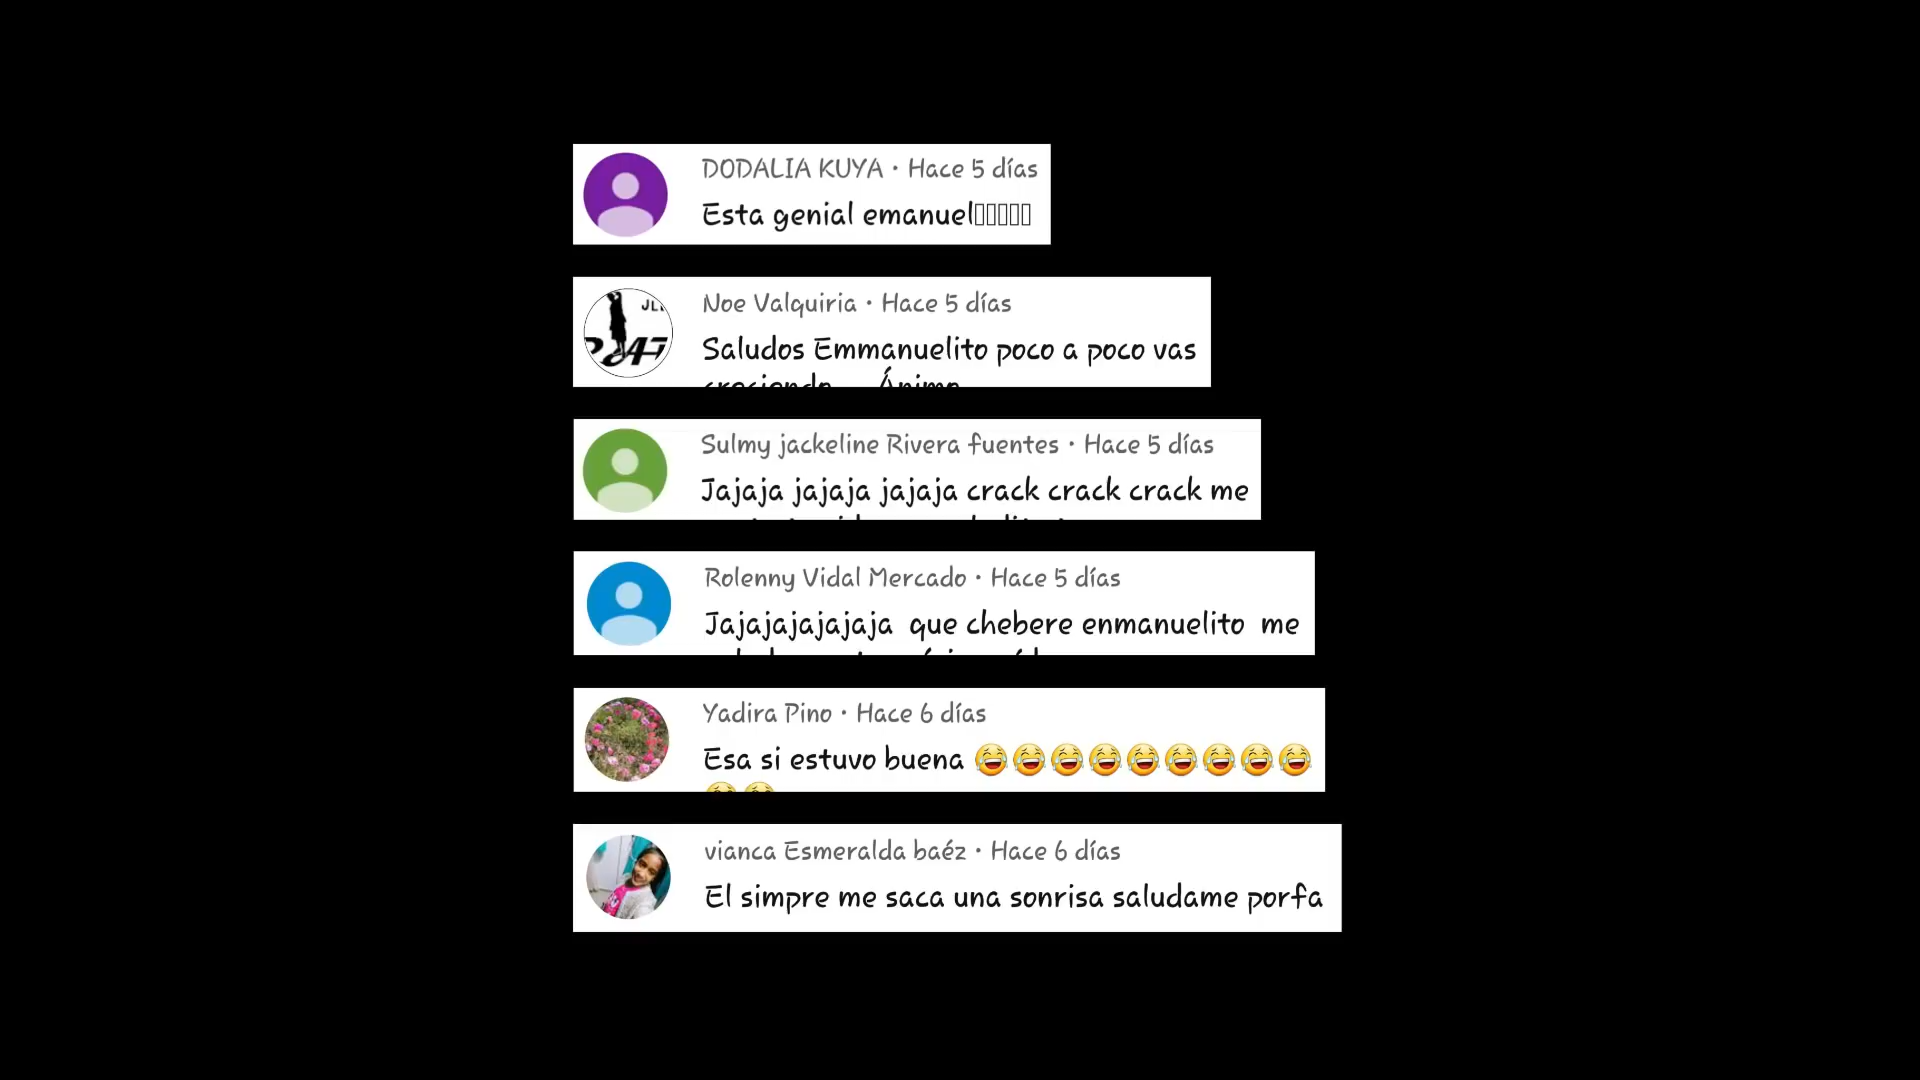 DODALIA KUYA • Hace 5 días
Esta genial emanuel▯▯▯▯▯
JL
Noe Valquiria • Hace 5 días
Saludos Emmanuelito poco a poco vas
creciendo... Ánimo
Sulmy jackeline Rivera fuentes • Hace 5 días
Jajaja jajaja jajaja crack crack crack me
Rolenny Vidal Mercado • Hace 5 días
Jajajajajajaja que chebere enmanuelito me
Yadira Pino • Hace 6 días
Esa si estuvo buena 😂😂😂😂😂😂😂😂😂
😂😂
vianca Esmeralda baéz • Hace 6 días
El simpre me saca una sonrisa saludame porfa